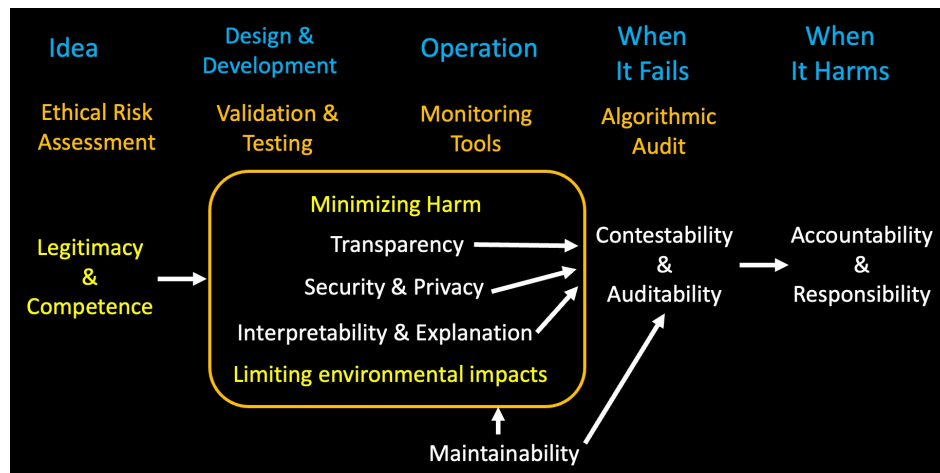 Idea
Design &
Development
Operation
When
It Fails
When
It Harms
Ethical Risk
Assessment
Validation &
Testing
Monitoring
Tools
Algorithmic
Audit
Legitimacy
&
Competence
Minimizing Harm
Transparency
Security & Privacy
Interpretability & Explanation
Limiting environmental impacts
Contestability
&
Auditability
Accountability
&
Responsibility
Maintainability